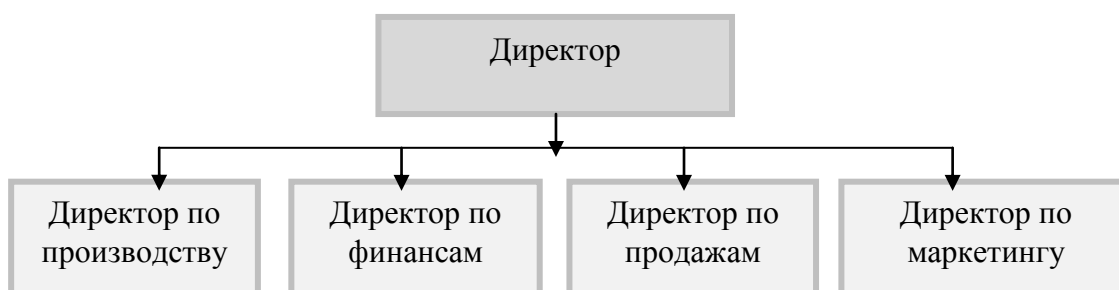 Директор
Директор по
производству
Директор по
финансам
Директор по
продажам
Директор по
маркетингу